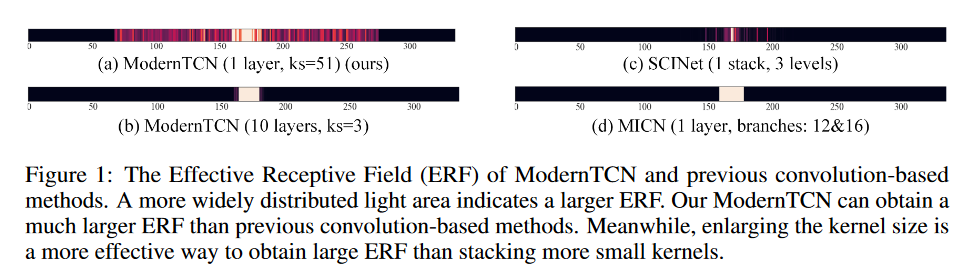 0 50 100 150 200 250 300
(a) ModernTCN (1 layer, ks=51) (ours)
0 50 100 150 200 250 300
(b) ModernTCN (10 layers, ks=3)
0 50 100 150 200 250 300
(c) SCINet (1 stack, 3 levels)
0 50 100 150 200 250 300
(d) MICN (1 layer, branches: 12&16)
Figure 1: The Effective Receptive Field (ERF) of ModernTCN and previous convolution-based
methods. A more widely distributed light area indicates a larger ERF. Our ModernTCN can obtain a
much larger ERF than previous convolution-based methods. Meanwhile, enlarging the kernel size is
a more effective way to obtain large ERF than stacking more small kernels.